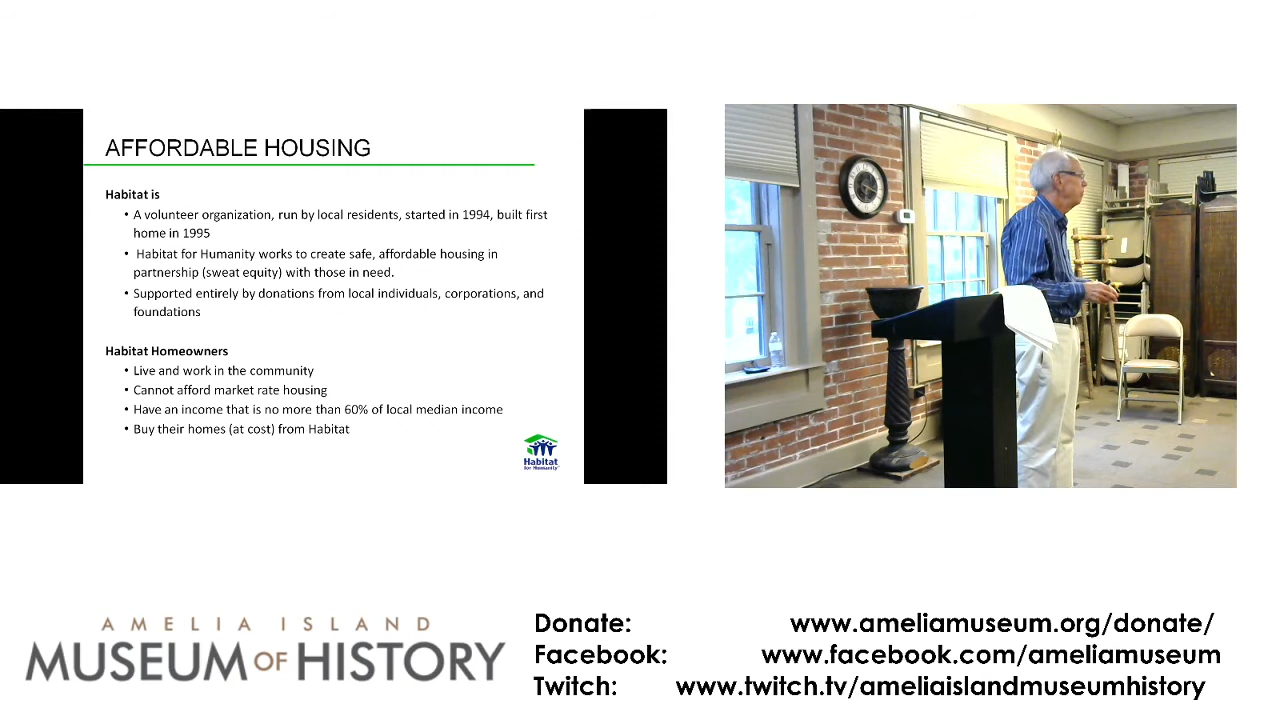 AFFORDABLE HOUSING
Habitat is
• A volunteer organization, run by local residents, started in 1994, built first
home in 1995
• Habitat for Humanity works to create safe, affordable housing in
partnership (sweat equity) with those in need.
• Supported entirely by donations from local individuals, corporations, and
foundations
Habitat Homeowners
• Live and work in the community
• Cannot afford market rate housing
• Have an income that is no more than 60% of local median income
• Buy their homes (at cost) from Habitat
Habitat
for Humanity
AMELIA ISLAND
MUSEUM OF HISTORY
Donate: www.ameliamuseum.org/donate/
Facebook: www.facebook.com/ameliamuseum
Twitch: www.twitch.tv/ameliaislandmuseumhistory